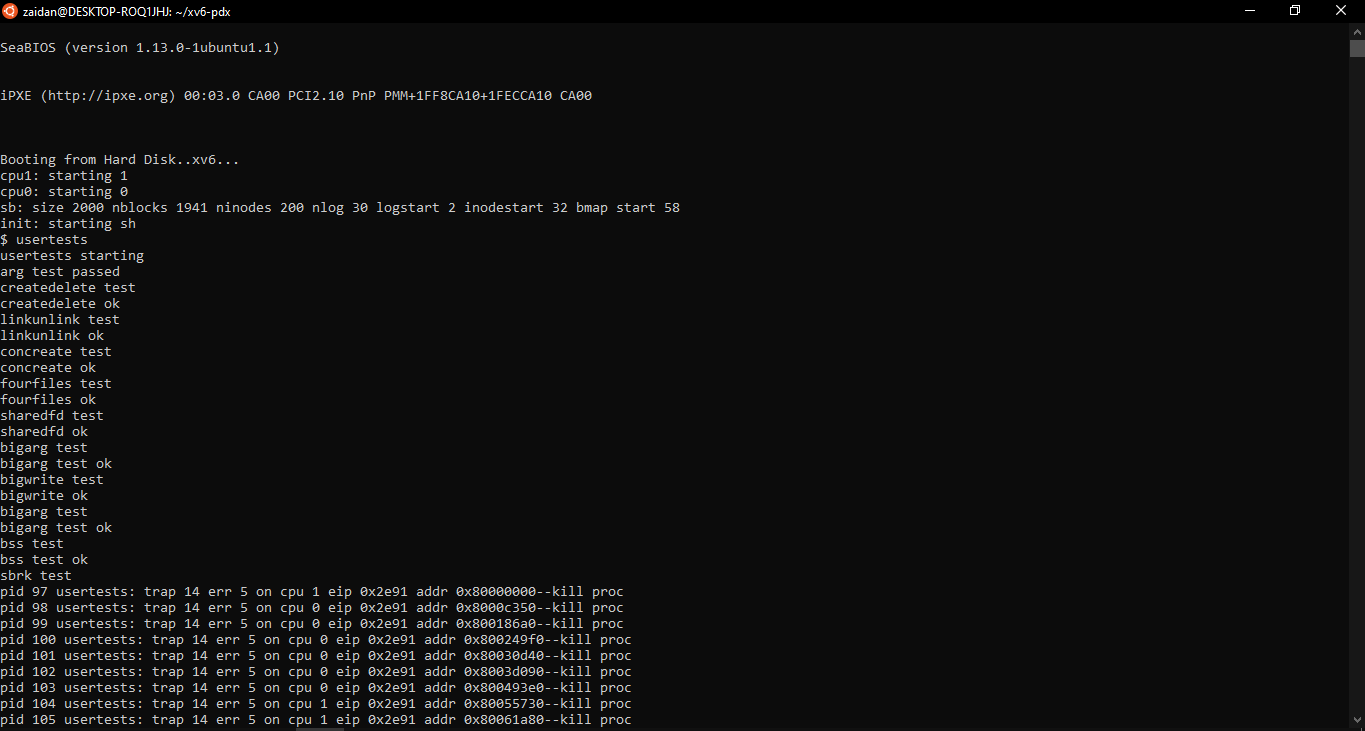 zaidan@DESKTOP-ROQ1JHJ: ~/xv6-pdx
SeaBIOS (version 1.13.0-1ubuntu1.1)
iPXE (http://ipxe.org) 00:03.0 CA00 PCI2.10 PnP PMM+1FF8CA10+1FECCA10 CA00
Booting from Hard Disk..xv6...
cpu1: starting 1
cpu0: starting 0
sb: size 2000 nblocks 1941 ninodes 200 nlog 30 logstart 2 inodestart 32 bmap start 58
init: starting sh
$ usertests
usertests starting
arg test passed
createdelete test
createdelete ok
linkunlink test
linkunlink ok
concreate test
concreate ok
fourfiles test
fourfiles ok
sharedfd test
sharedfd ok
bigarg test
bigarg test ok
bigwrite test
bigwrite ok
bigarg test
bigarg test ok
bss test
bss test ok
sbrk test
pid 97 usertests: trap 14 err 5 on cpu 1 eip 0x2e91 addr 0x80000000--kill proc
pid 98 usertests: trap 14 err 5 on cpu 0 eip 0x2e91 addr 0x8000c350--kill proc
pid 99 usertests: trap 14 err 5 on cpu 0 eip 0x2e91 addr 0x800186a0--kill proc
pid 100 usertests: trap 14 err 5 on cpu 0 eip 0x2e91 addr 0x800249f0--kill proc
pid 101 usertests: trap 14 err 5 on cpu 0 eip 0x2e91 addr 0x80030d40--kill proc
pid 102 usertests: trap 14 err 5 on cpu 0 eip 0x2e91 addr 0x8003d090--kill proc
pid 103 usertests: trap 14 err 5 on cpu 0 eip 0x2e91 addr 0x800493e0--kill proc
pid 104 usertests: trap 14 err 5 on cpu 1 eip 0x2e91 addr 0x80055730--kill proc
pid 105 usertests: trap 14 err 5 on cpu 1 eip 0x2e91 addr 0x80061a80--kill proc